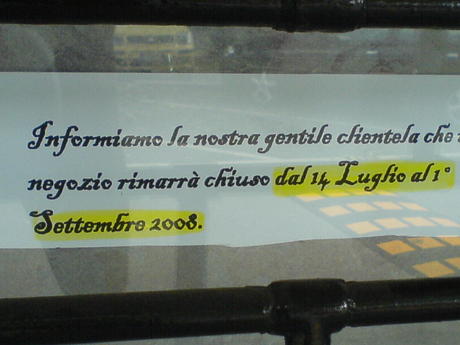 Informiamo la nostra gentile clientela che
negozio rimarrà chiuso dal 14 Luglio al 1°
Settembre 2008.